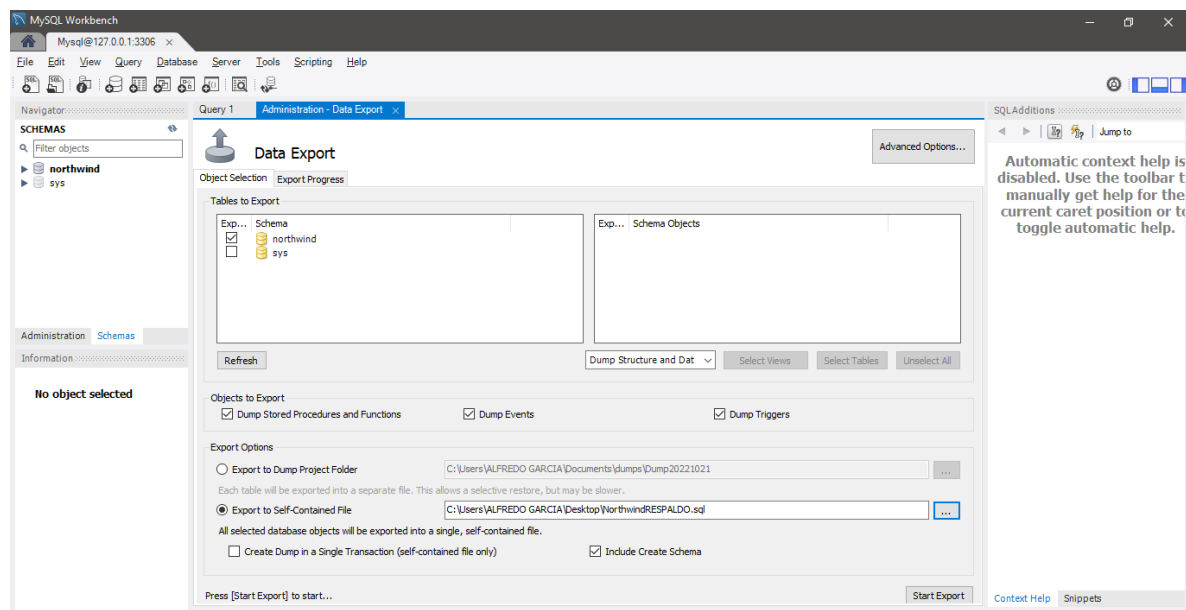 MySQL Workbench
Mysql@127.0.0.1:3306
File Edit View Query Database Server Tools Scripting Help
Navigator
SCHEMAS
Filter objects
northwind
sys
Administration Schemas
Information
No object selected
Query 1 Administration - Data Export
Data Export
Advanced Options...
Object Selection Export Progress
Tables to Export
Exp... Schema
northwind
sys
Exp... Schema Objects
Refresh
Dump Structure and Dat
Select Views Select Tables Unselect All
Objects to Export
Dump Stored Procedures and Functions Dump Events Dump Triggers
Export Options
Export to Dump Project Folder C:\Users\ALFREDO GARCIA\Documents\dumps\Dump20221021 ...
Each table will be exported into a separate file. This allows a selective restore, but may be slower.
Export to Self-Contained File C:\Users\ALFREDO GARCIA\Desktop\NorthwindRESPALDO.sql ...
All selected database objects will be exported into a single, self-contained file.
Create Dump in a Single Transaction (self-contained file only) Include Create Schema
Press [Start Export] to start...
Start Export
SQLAdditions
Jump to
Automatic context help is
disabled. Use the toolbar t
manually get help for the
current caret position or to
toggle automatic help.
Context Help Snippets